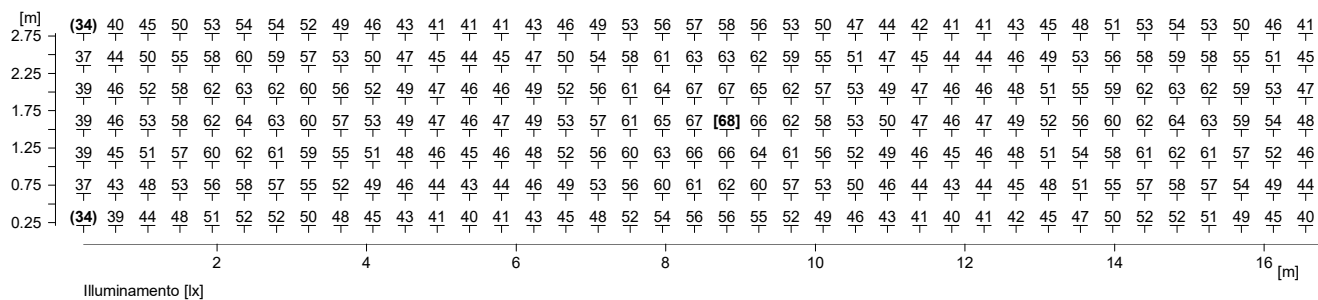 [m]
2.75 (34) 40 45 50 53 54 54 52 49 46 43 41 41 41 43 46 49 53 56 57 58 56 53 50 47 44 42 41 41 43 45 48 51 53 54 53 50 46 41
37 44 50 55 58 60 59 57 53 50 47 45 44 45 47 50 54 58 61 63 63 62 59 55 51 47 45 44 44 46 49 53 56 58 59 58 55 51 45
2.25
39 46 52 58 62 63 62 60 56 52 49 47 46 46 49 52 56 61 64 67 67 65 62 57 53 49 47 46 46 48 51 55 59 62 63 62 59 53 47
1.75
39 46 53 58 62 64 63 60 57 53 49 47 46 47 49 53 57 61 65 67 [68] 66 62 58 53 50 47 46 47 49 52 56 60 62 64 63 59 54 48
1.25
39 45 51 57 60 62 61 59 55 51 48 46 45 46 48 52 56 60 63 66 66 64 61 56 52 49 46 45 46 48 51 54 58 61 62 61 57 52 46
0.75 37 43 48 53 56 58 57 55 52 49 46 44 43 44 46 49 53 56 60 61 62 60 57 53 50 46 44 43 44 45 48 51 55 57 58 57 54 49 44
0.25 (34) 39 44 48 51 52 52 50 48 45 43 41 40 41 43 45 48 52 54 56 56 55 52 49 46 43 41 40 41 42 45 47 50 52 52 51 49 45 40
2 4 6 8 10 12 14 16 [m]
Illuminamento [lx]